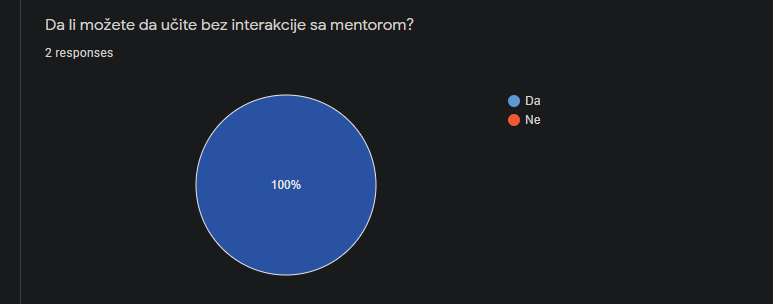 Da li možete da učite bez interakcije sa mentorom?
2 responses
100%
Da
Ne